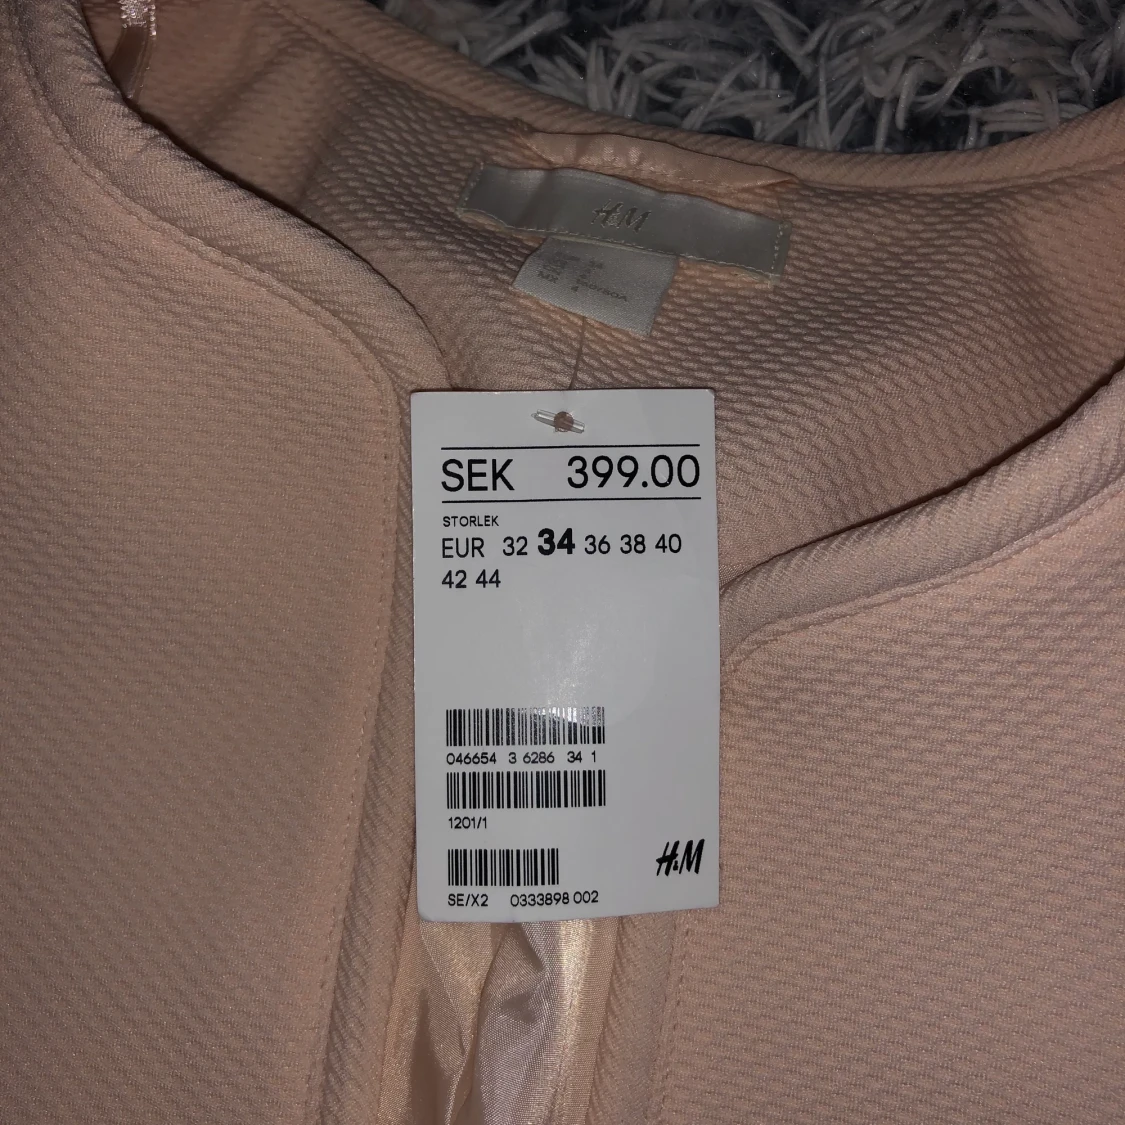 H&M
SEK 399.00
STORLEK
EUR 32 34 36 38 40
42 44
046654 3 6286 34 1
1201/1
H&M
SE/X2 0333898 002